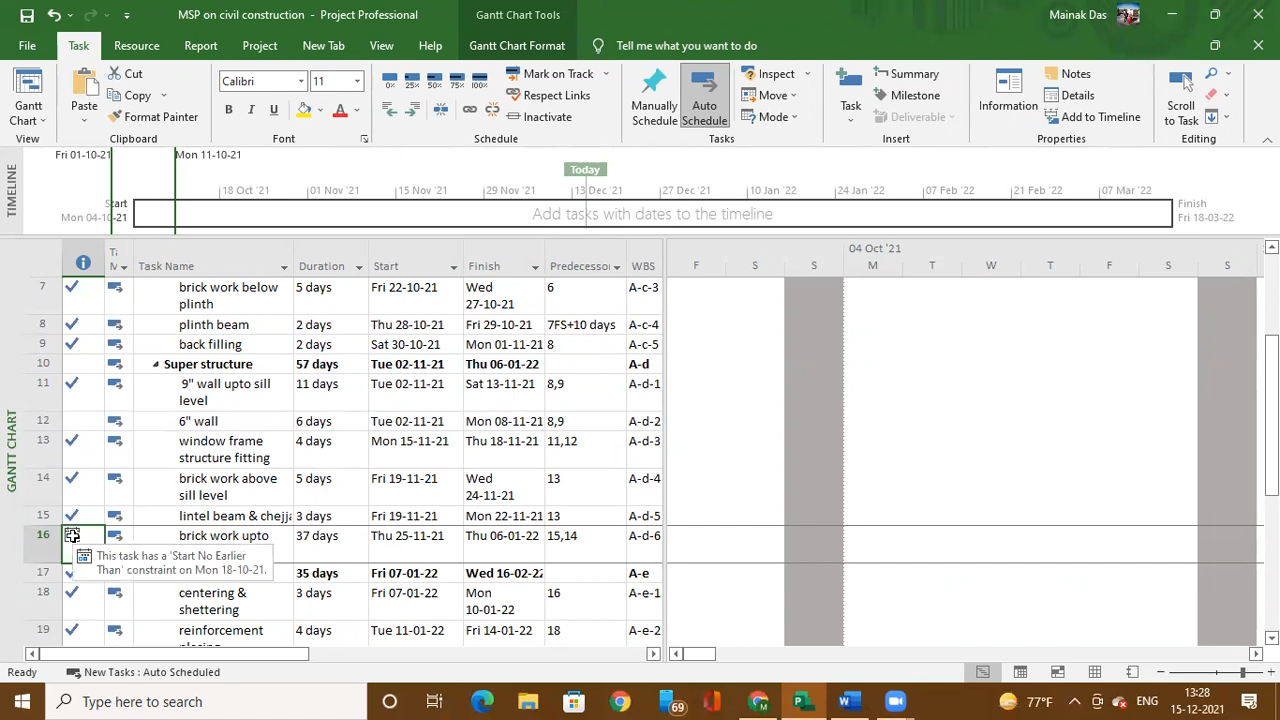 MSP on civil construction - Project Professional
Gantt Chart Tools
Mainak Das
File Task Resource Report Project New Tab View Help Gantt Chart Format Tell me what you want to do
Gantt Chart
View
Paste
Cut
Copy
Format Painter
Clipboard
Calibri 11
B I U A
Font
0% 25% 50% 75% 100%
Mark on Track
Respect Links
Inactivate
Schedule
Manually Schedule
Auto Schedule
Inspect
Move
Mode
Tasks
Task
Summary
Milestone
Deliverable
Insert
Information
Notes
Details
Add to Timeline
Properties
Scroll to Task
Editing
TIMELINE
Fri 01-10-21 Mon 11-10-21
Today
18 Oct '21 01 Nov '21 15 Nov '21 29 Nov '21 13 Dec '21 27 Dec '21 10 Jan '22 24 Jan '22 07 Feb '22 21 Feb '22 07 Mar '22
Start
Mon 04-10-21
Add tasks with dates to the timeline
Finish
Fri 18-03-22
GANTT CHART
Task Name Duration Start Finish Predecessor WBS
04 Oct '21
F S S M T W T F S S
7 brick work below plinth 5 days Fri 22-10-21 Wed 27-10-21 6 A-c-3
8 plinth beam 2 days Thu 28-10-21 Fri 29-10-21 7FS+10 days A-c-4
9 back filling 2 days Sat 30-10-21 Mon 01-11-21 8 A-c-5
10 Super structure 57 days Tue 02-11-21 Thu 06-01-22 A-d
11 9" wall upto sill level 11 days Tue 02-11-21 Sat 13-11-21 8,9 A-d-1
12 6" wall 6 days Tue 02-11-21 Mon 08-11-21 8,9 A-d-2
13 window frame structure fitting 4 days Mon 15-11-21 Thu 18-11-21 11,12 A-d-3
14 brick work above sill level 5 days Fri 19-11-21 Wed 24-11-21 13 A-d-4
15 lintel beam & chejja 3 days Fri 19-11-21 Mon 22-11-21 13 A-d-5
16 brick work upto 37 days Thu 25-11-21 Thu 06-01-22 15,14 A-d-6
This task has a 'Start No Earlier Than' constraint on Mon 18-10-21.
17 35 days Fri 07-01-22 Wed 16-02-22 A-e
18 centering & shettering 3 days Fri 07-01-22 Mon 10-01-22 16 A-e-1
19 reinforcement 4 days Tue 11-01-22 Fri 14-01-22 18 A-e-2
Ready New Tasks : Auto Scheduled
Type here to search
69
77°F
ENG
13:28
15-12-2021